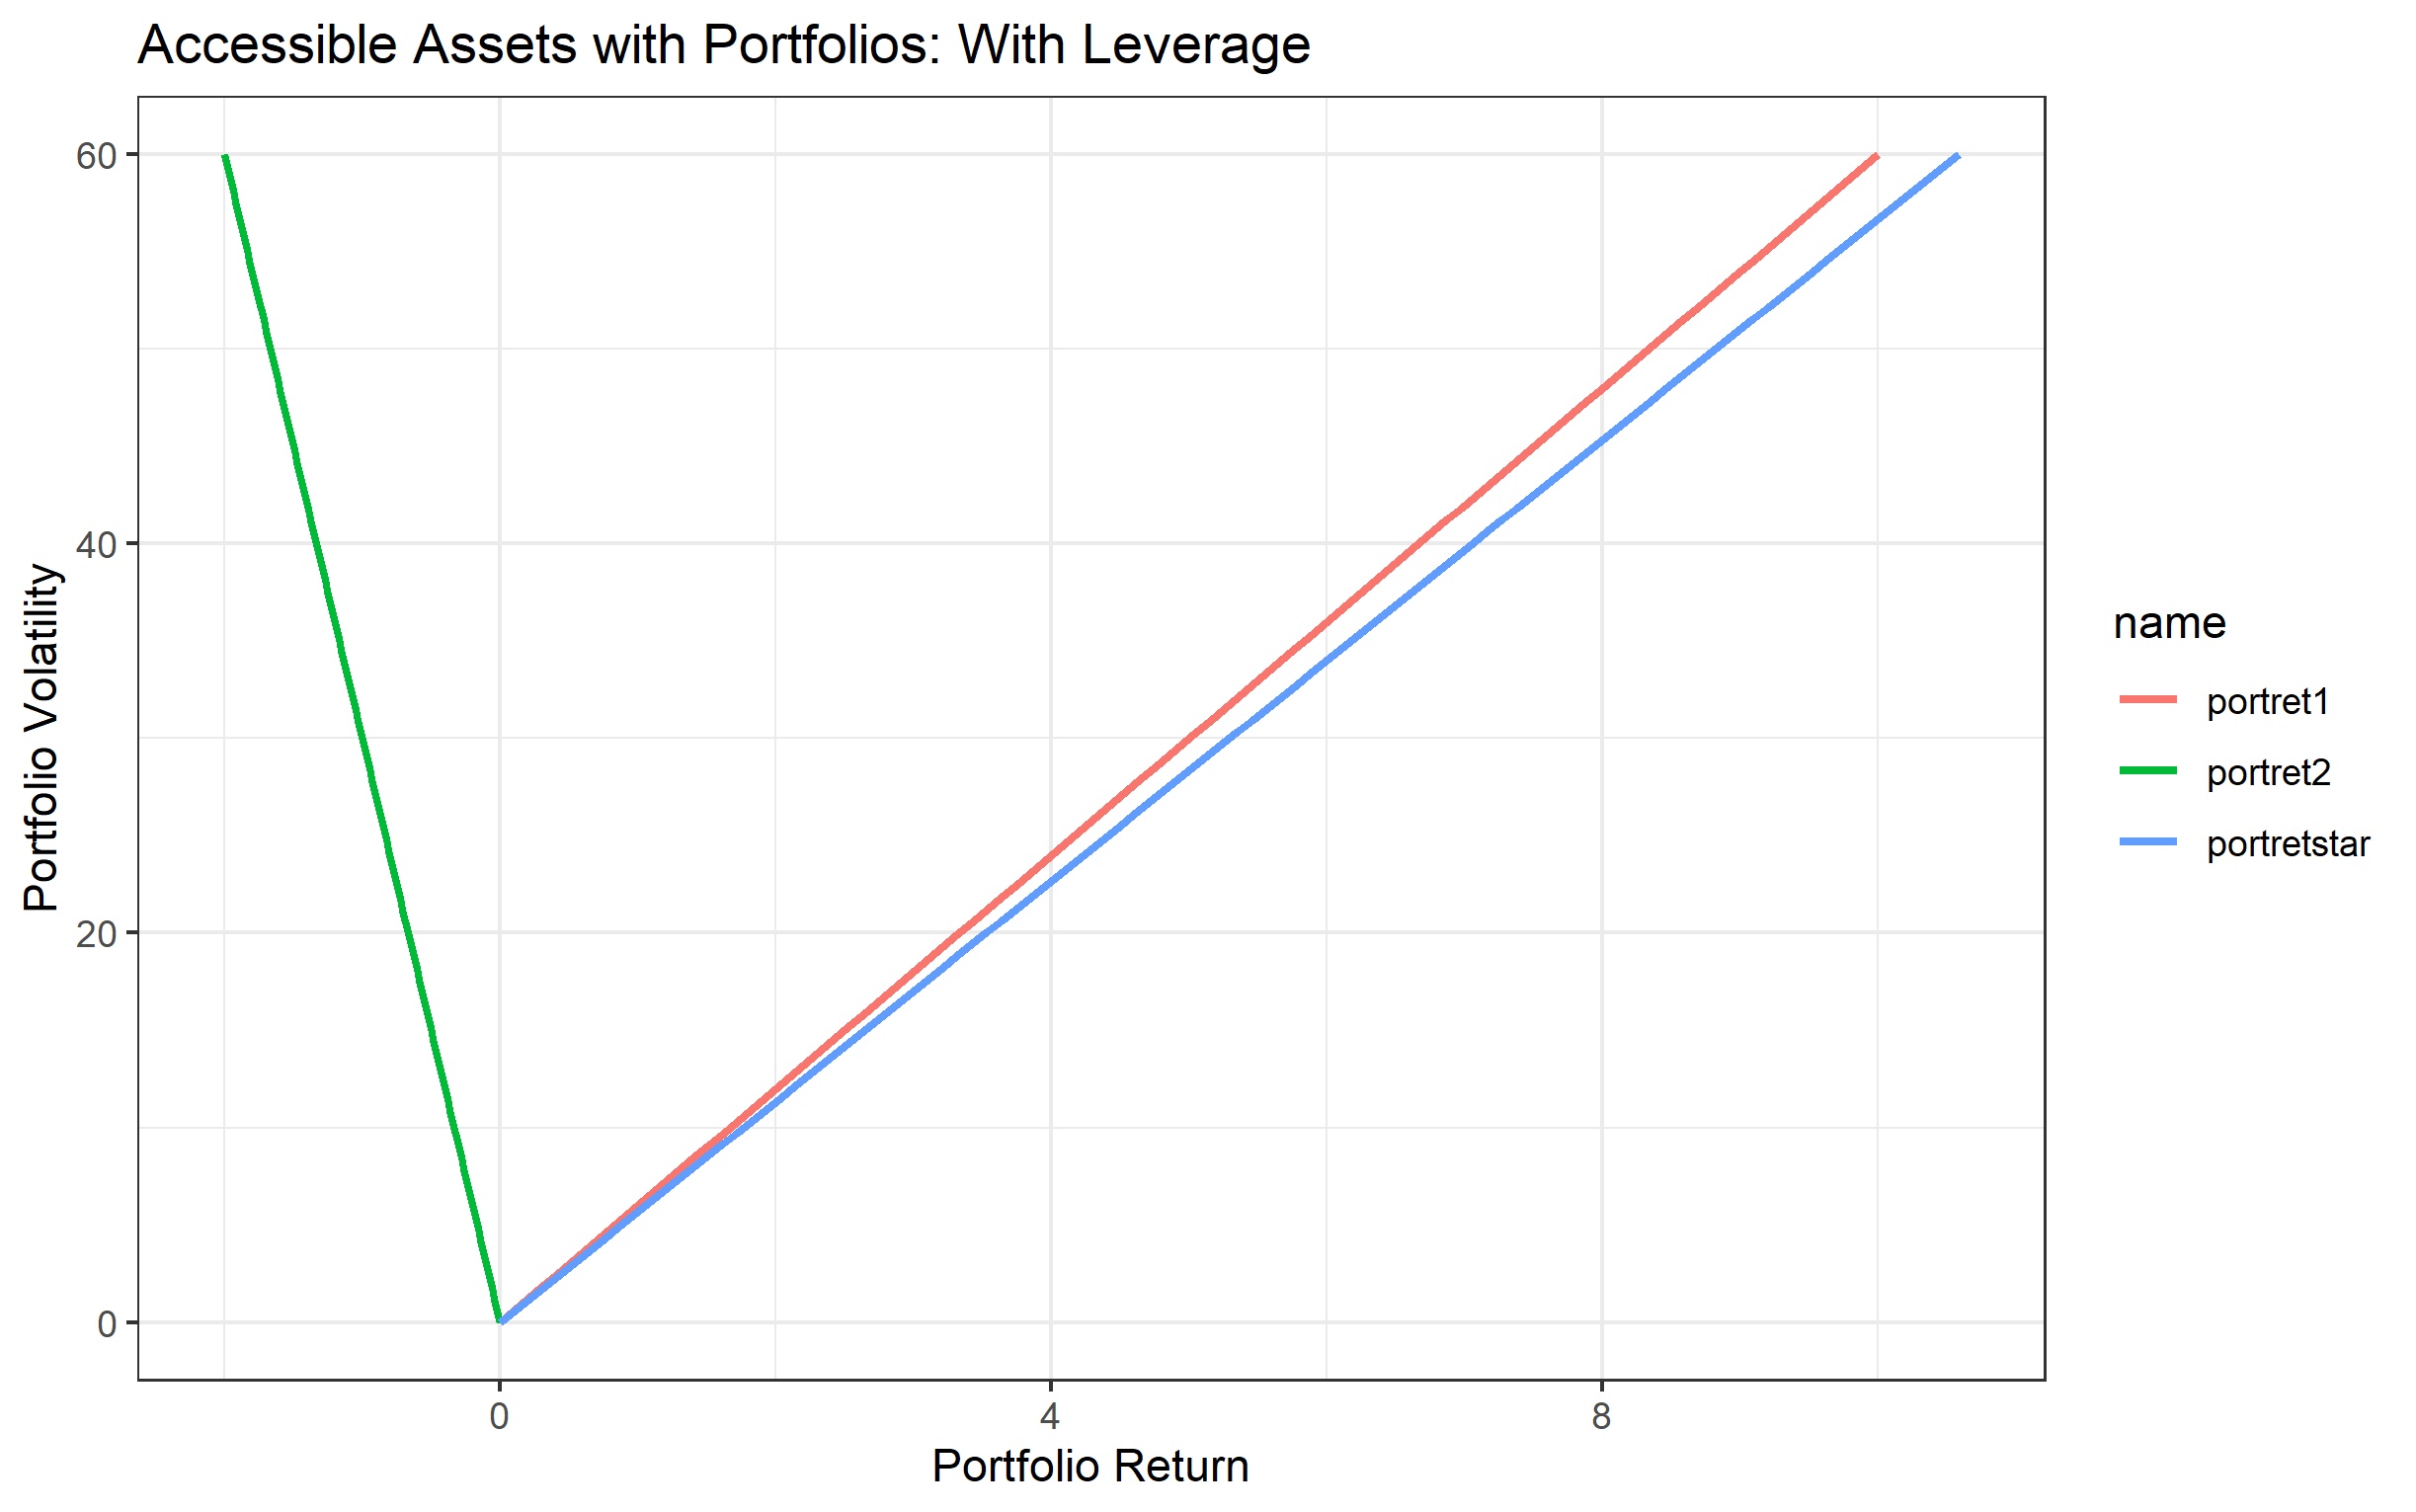 Accessible Assets with Portfolios: With Leverage
Portfolio Volatility
60
40
20
0
0 4 8
Portfolio Return
name
portret1
portret2
portretstar